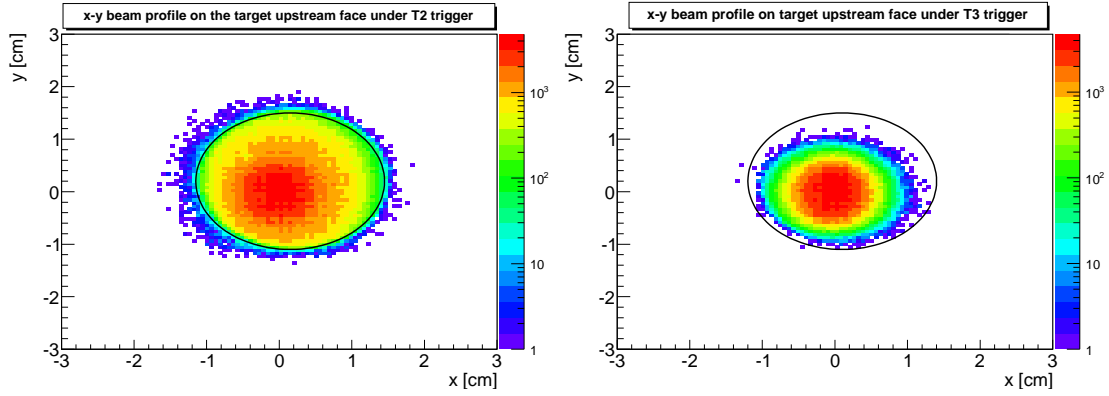 x-y beam profile on the target upstream face under T2 trigger
y [cm]
3
2
1
0
-1
-2
-3
-3 -2 -1 0 1 2 3
x [cm]
10³
10²
10
1
x-y beam profile on target upstream face under T3 trigger
y [cm]
3
2
1
0
-1
-2
-3
-3 -2 -1 0 1 2 3
x [cm]
10³
10²
10
1